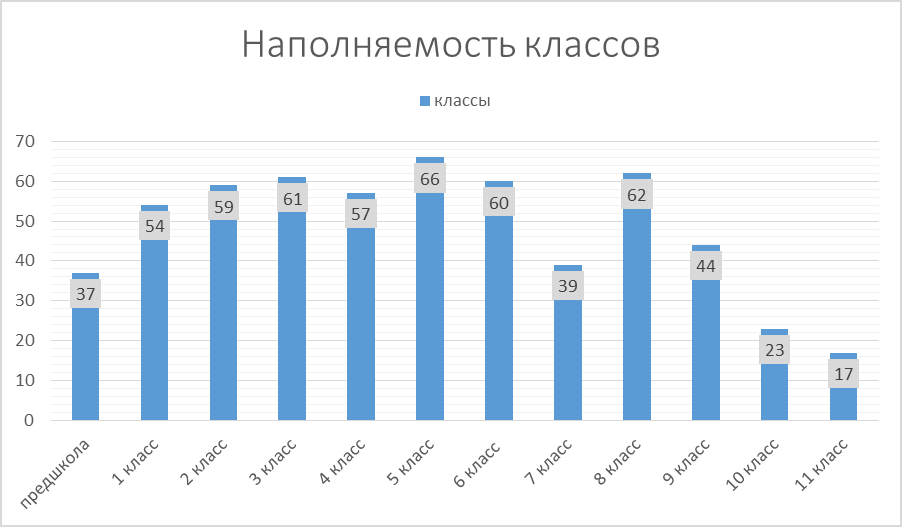 Наполняемость классов
классы
70
60
50
40
30
20
10
0
37
54
59
61
57
66
60
39
62
44
23
17
предшкола
1 класс
2 класс
3 класс
4 класс
5 класс
6 класс
7 класс
8 класс
9 класс
10 класс
11 класс